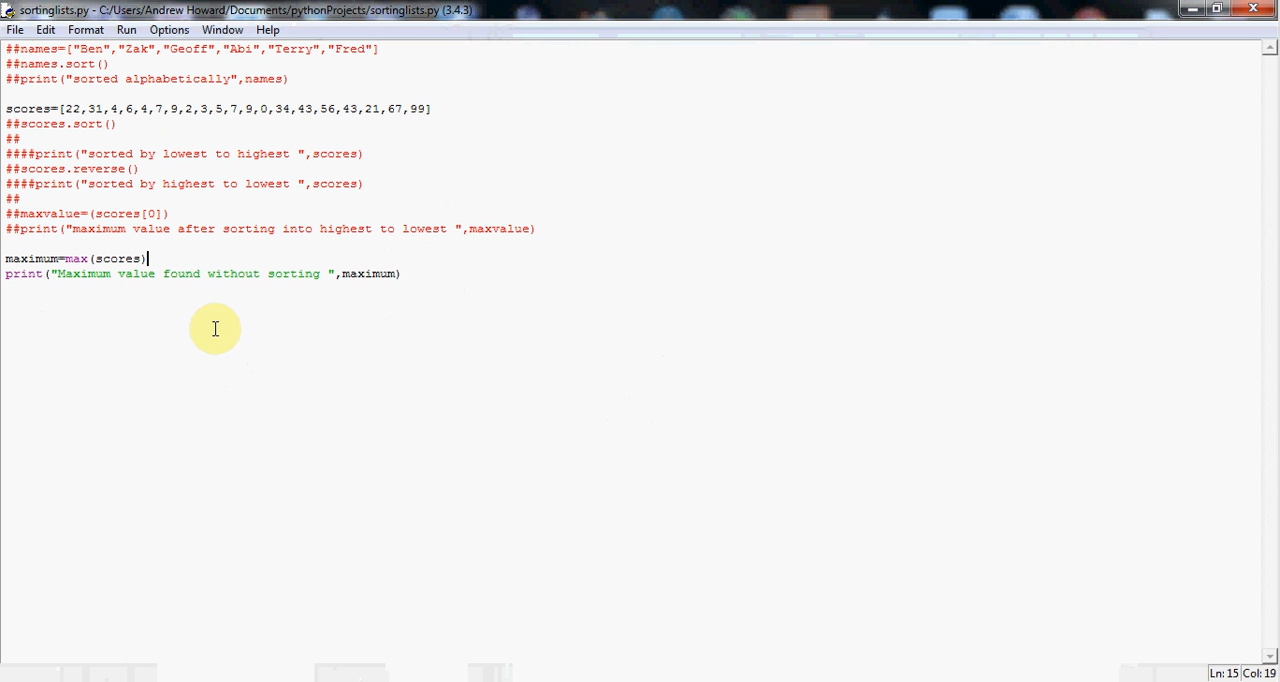 sortinglists.py - C:/Users/Andrew Howard/Documents/pythonProjects/sortinglists.py (3.4.3)
File Edit Format Run Options Window Help
##names=["Ben","Zak","Geoff","Abi","Terry","Fred"]
##names.sort()
##print("sorted alphabetically",names)
scores=[22,31,4,6,4,7,9,2,3,5,7,9,0,34,43,56,43,21,67,99]
##scores.sort()
##
####print("sorted by lowest to highest ",scores)
##scores.reverse()
####print("sorted by highest to lowest ",scores)
##
##maxvalue=(scores[0])
##print("maximum value after sorting into highest to lowest ",maxvalue)
maximum=max(scores)
print("Maximum value found without sorting ",maximum)
Ln: 15 Col: 19